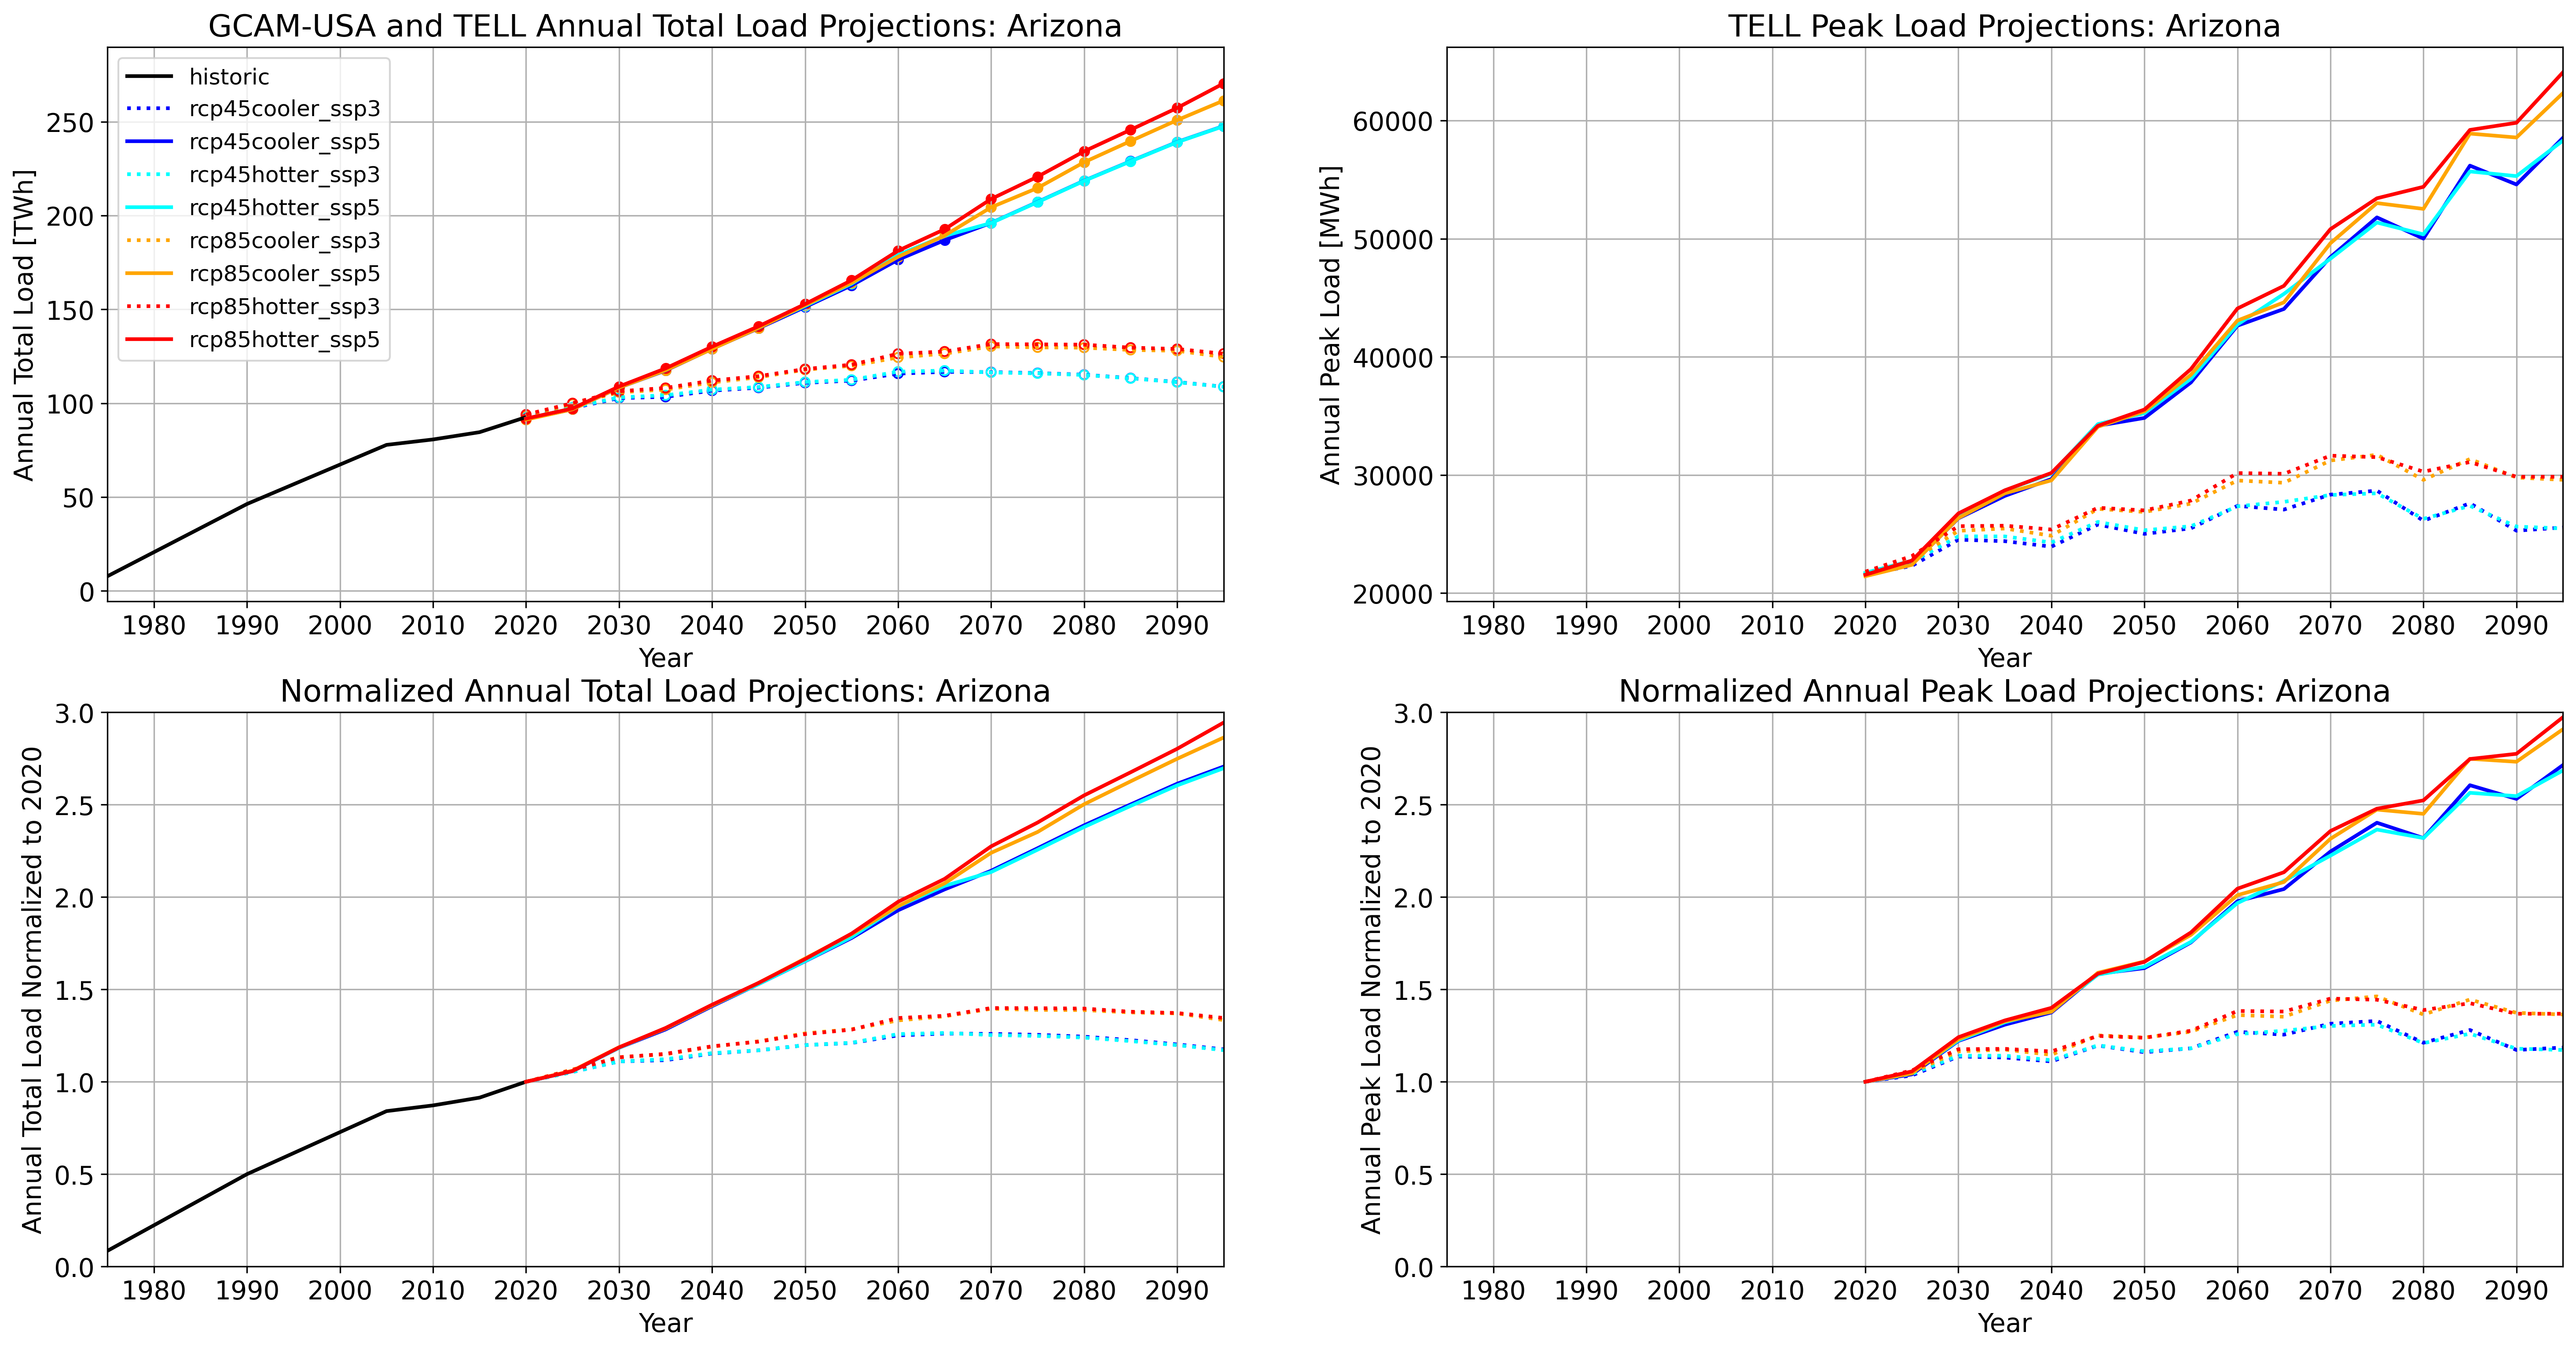 GCAM-USA and TELL Annual Total Load Projections: Arizona
Annual Total Load [TWh]
250
200
150
100
50
0
historic
rcp45cooler_ssp3
rcp45cooler_ssp5
rcp45hotter_ssp3
rcp45hotter_ssp5
rcp85cooler_ssp3
rcp85cooler_ssp5
rcp85hotter_ssp3
rcp85hotter_ssp5
1980 1990 2000 2010 2020 2030 2040 2050 2060 2070 2080 2090
Year
TELL Peak Load Projections: Arizona
Annual Peak Load [MWh]
60000
50000
40000
30000
20000
1980 1990 2000 2010 2020 2030 2040 2050 2060 2070 2080 2090
Year
Normalized Annual Total Load Projections: Arizona
Annual Total Load Normalized to 2020
3.0
2.5
2.0
1.5
1.0
0.5
0.0
1980 1990 2000 2010 2020 2030 2040 2050 2060 2070 2080 2090
Year
Normalized Annual Peak Load Projections: Arizona
Annual Peak Load Normalized to 2020
3.0
2.5
2.0
1.5
1.0
0.5
0.0
1980 1990 2000 2010 2020 2030 2040 2050 2060 2070 2080 2090
Year